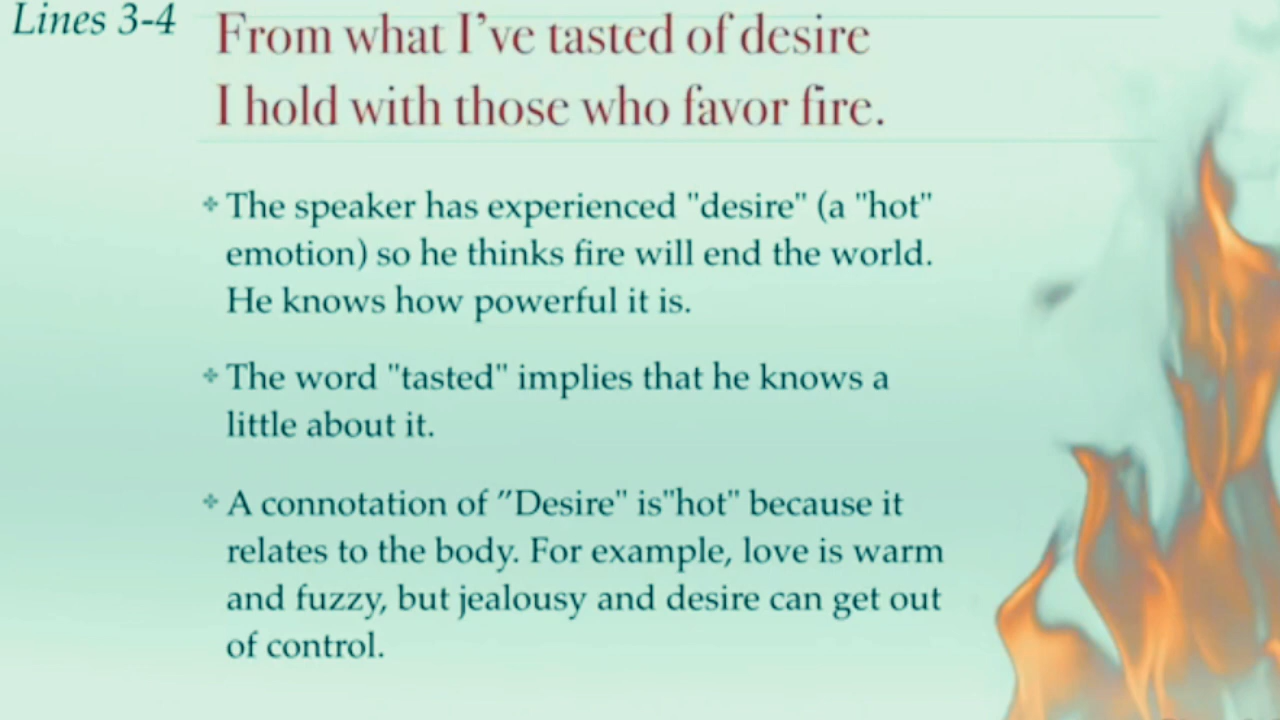 Lines 3-4
From what I’ve tasted of desire
I hold with those who favor fire.
The speaker has experienced "desire" (a "hot"
emotion) so he thinks fire will end the world.
He knows how powerful it is.
The word "tasted" implies that he knows a
little about it.
A connotation of ”Desire" is"hot" because it
relates to the body. For example, love is warm
and fuzzy, but jealousy and desire can get out
of control.